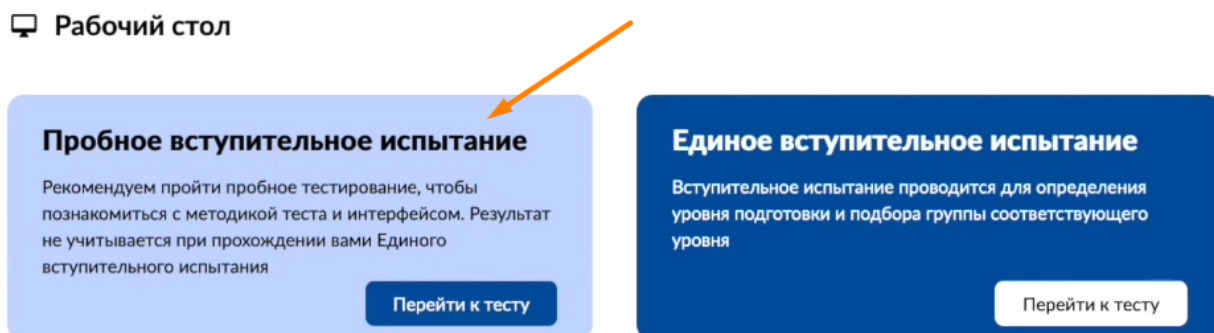 Рабочий стол
Пробное вступительное испытание
Рекомендуем пройти пробное тестирование, чтобы
познакомиться с методикой теста и интерфейсом. Результат
не учитывается при прохождении вами Единого
вступительного испытания
Перейти к тесту
Единое вступительное испытание
Вступительное испытание проводится для определения
уровня подготовки и подбора группы соответствующего
уровня
Перейти к тесту